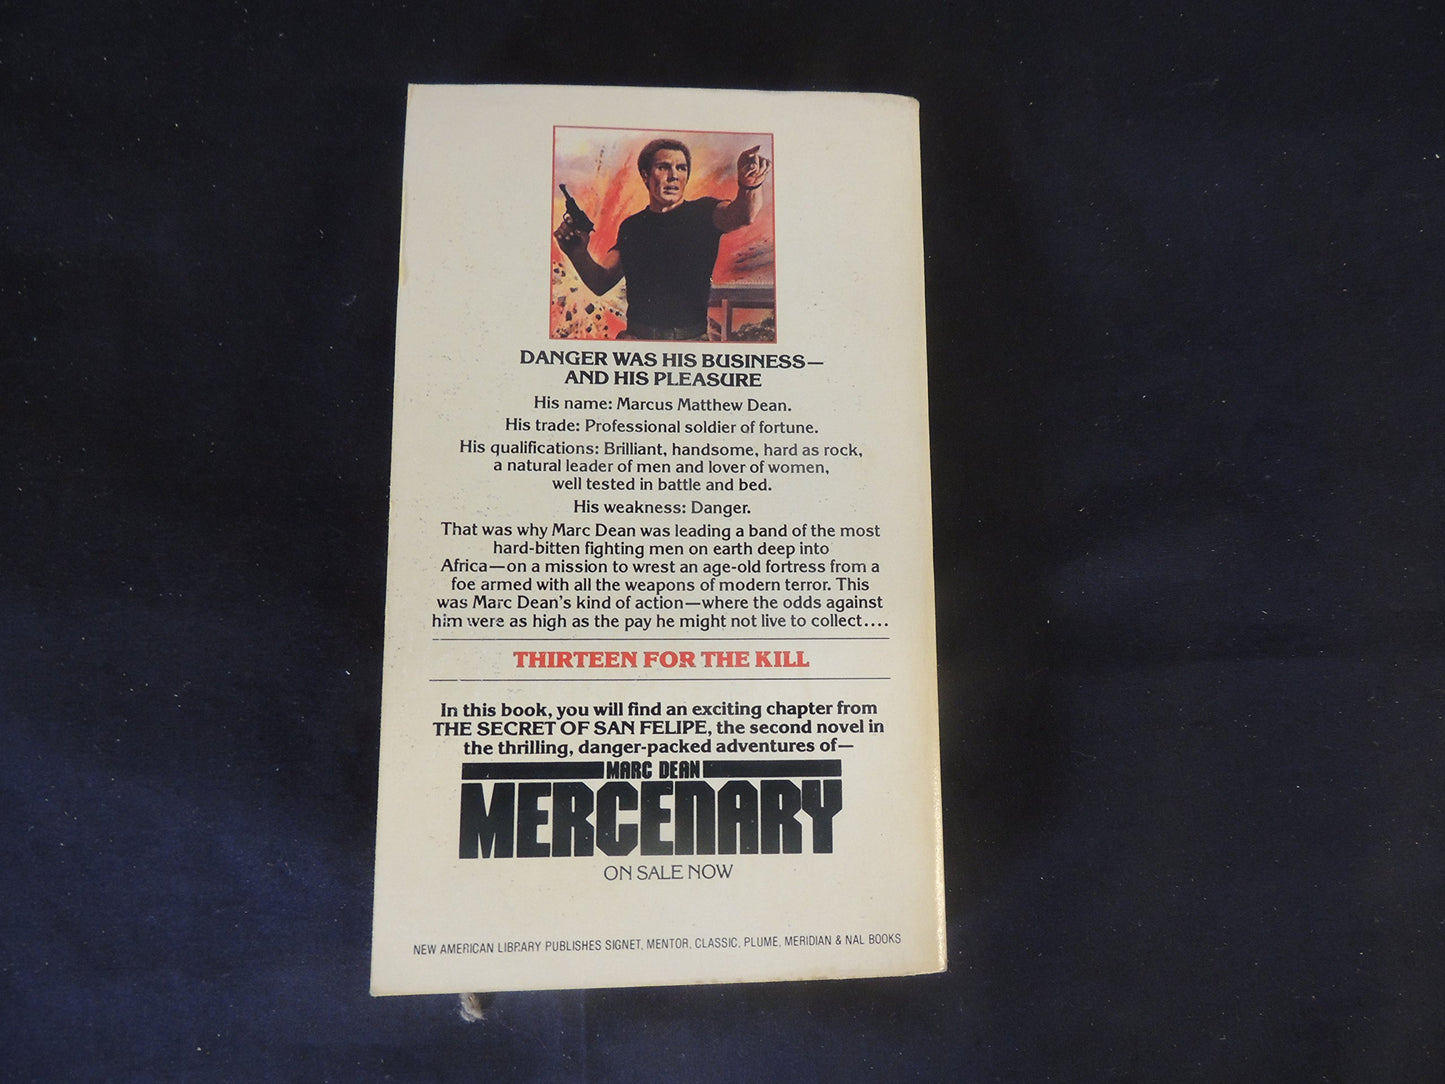 DANGER WAS HIS BUSINESS—
AND HIS PLEASURE
His name: Marcus Matthew Dean.
His trade: Professional soldier of fortune.
His qualifications: Brilliant, handsome, hard as rock,
a natural leader of men and lover of women,
well tested in battle and bed.
His weakness: Danger.
That was why Marc Dean was leading a band of the most
hard-bitten fighting men on earth deep into
Africa—on a mission to wrest an age-old fortress from a
foe armed with all the weapons of modern terror. This
was Marc Dean's kind of action—where the odds against
him were as high as the pay he might not live to collect....
THIRTEEN FOR THE KILL
In this book, you will find an exciting chapter from
THE SECRET OF SAN FELIPE, the second novel in
the thrilling, danger-packed adventures of—
MARC DEAN
MERCENARY
ON SALE NOW
NEW AMERICAN LIBRARY PUBLISHES SIGNET, MENTOR, CLASSIC, PLUME, MERIDIAN & NAL BOOKS